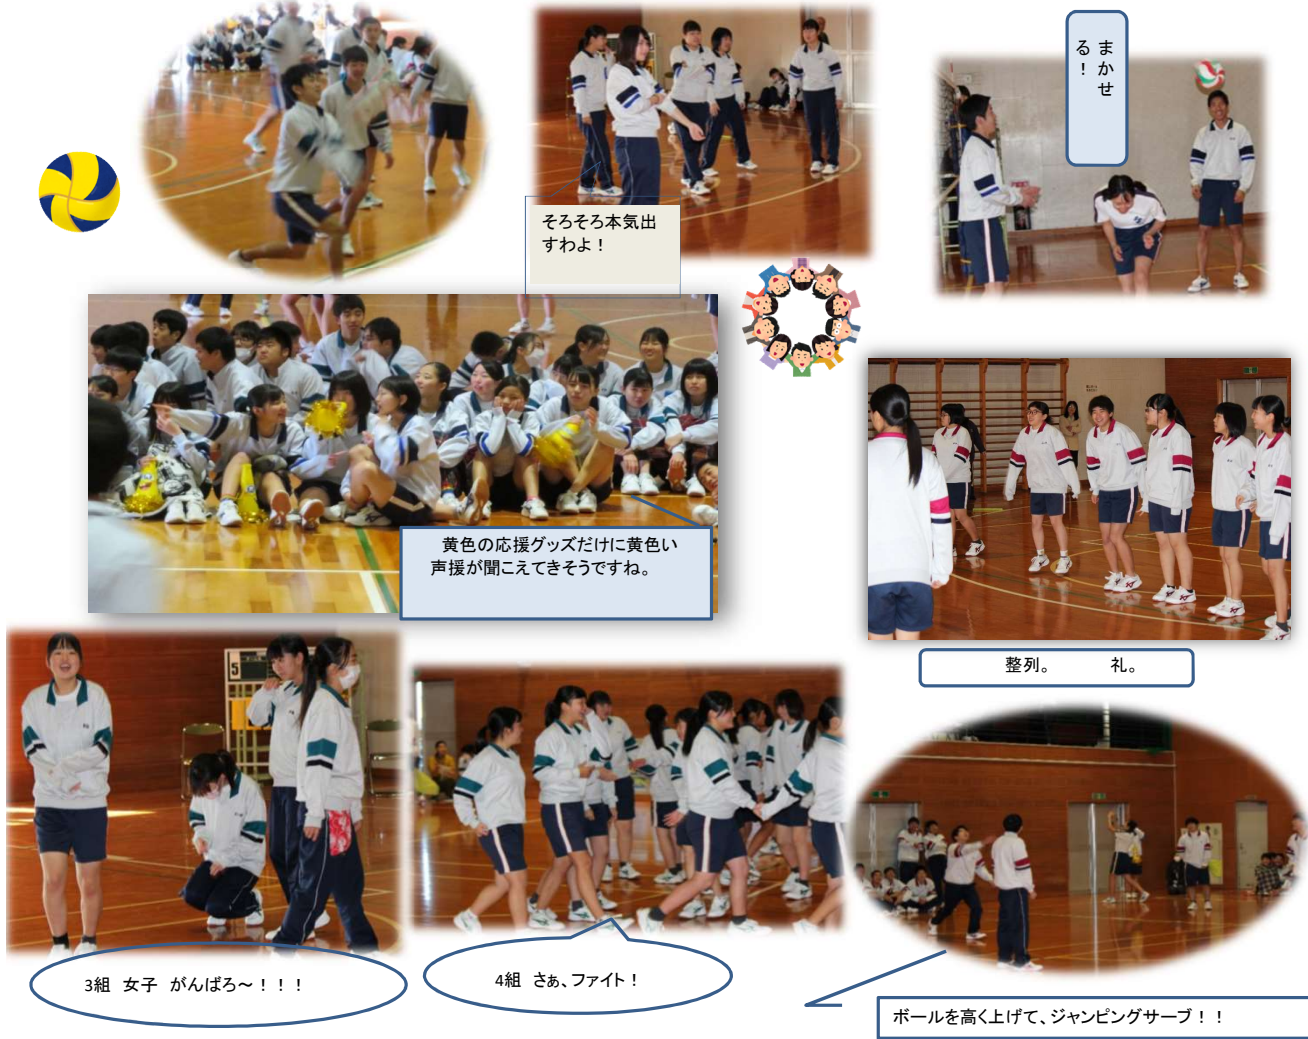 まかせ
る！
そろそろ本気出
すわよ！
黄色の応援グッズだけに黄色い
声援が聞こえてきそうですね。
整列。　　　礼。
5
3組　女子　がんばろ～！！！
4組　さぁ、ファイト！
ボールを高く上げて、ジャンピングサーブ！！